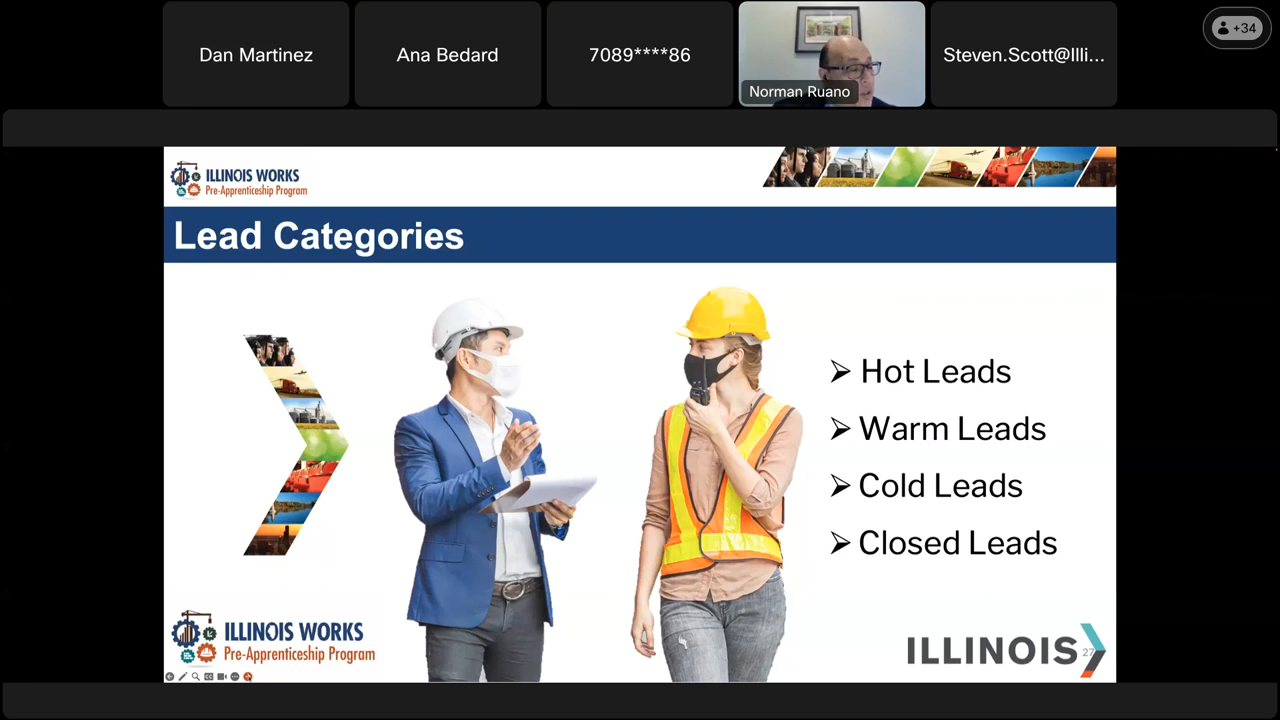 Dan Martinez
Ana Bedard
7089****86
Norman Ruano
Steven.Scott@Illi...
+34
ILLINOIS WORKS
Pre-Apprenticeship Program
Lead Categories
➢ Hot Leads
➢ Warm Leads
➢ Cold Leads
➢ Closed Leads
ILLINOIS WORKS
Pre-Apprenticeship Program
ILLINOIS
27